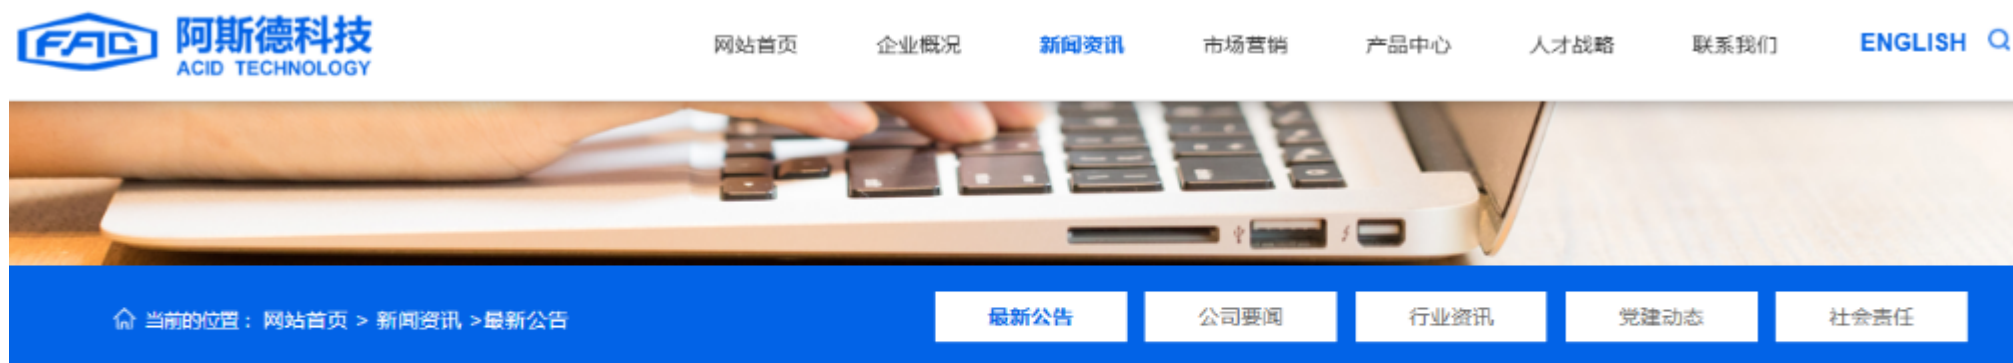 FAC 阿斯德科技
ACID TECHNOLOGY
网站首页 企业概况 新闻资讯 市场营销 产品中心 人才战略 联系我们 ENGLISH
当前的位置：网站首页 > 新闻资讯 >最新公告
最新公告 公司要闻 行业资讯 党建动态 社会责任